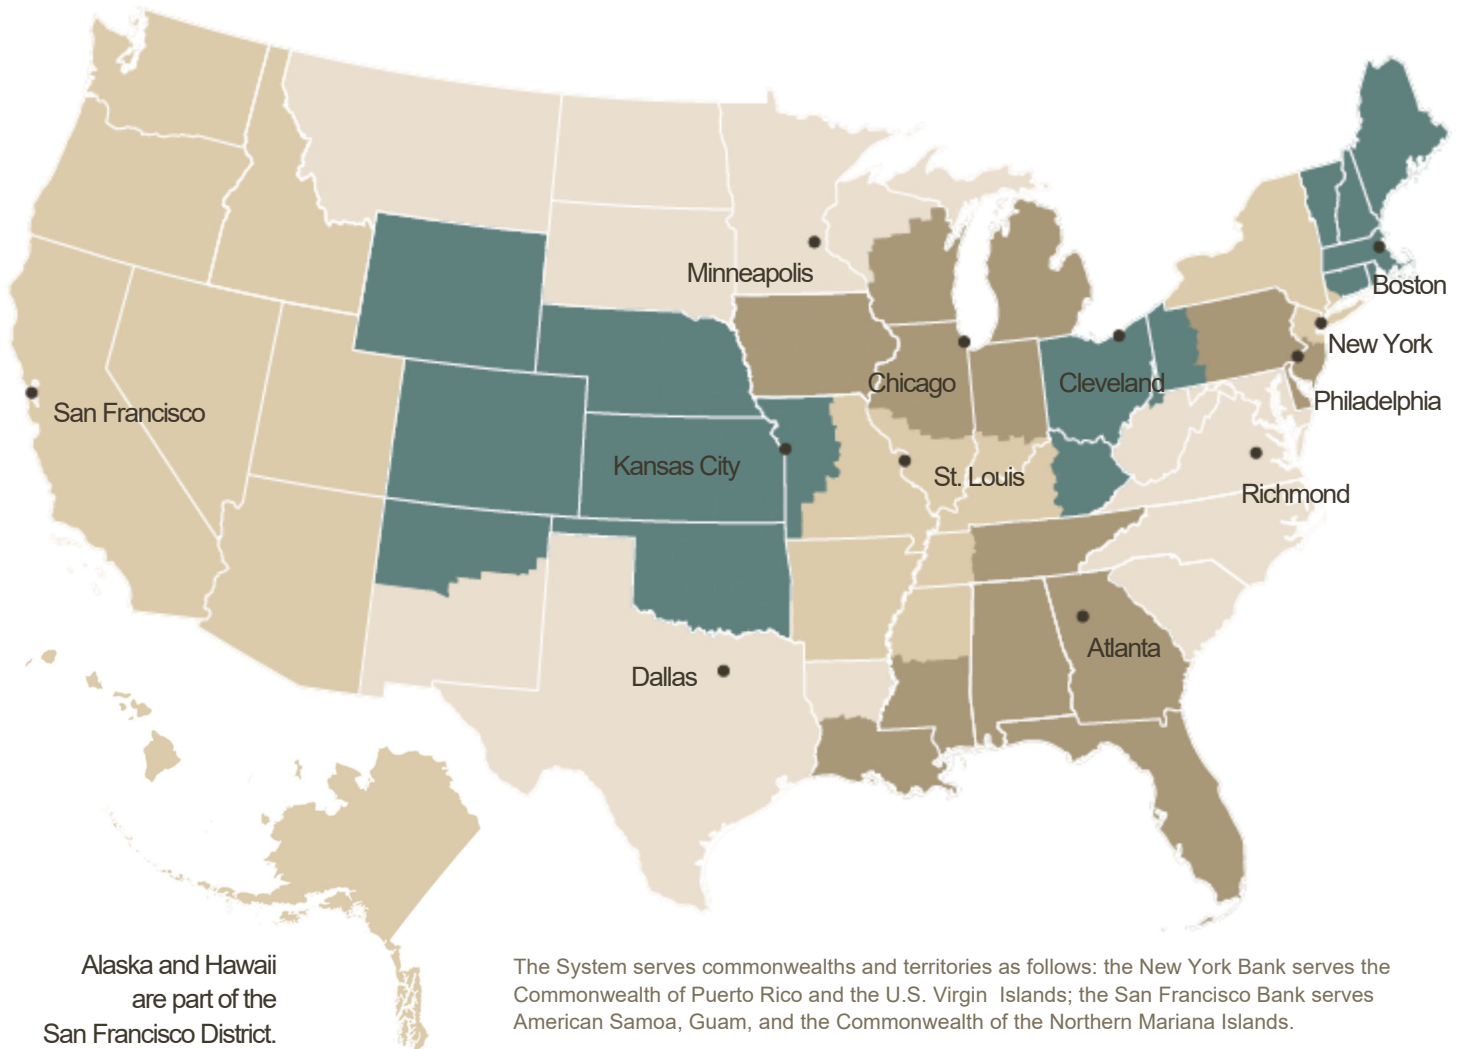 Minneapolis
Boston
New York
Chicago
Cleveland
Philadelphia
San Francisco
Kansas City
St. Louis
Richmond
Atlanta
Dallas
Alaska and Hawaii
are part of the
San Francisco District.
The System serves commonwealths and territories as follows: the New York Bank serves the
Commonwealth of Puerto Rico and the U.S. Virgin  Islands; the San Francisco Bank serves
American Samoa, Guam, and the Commonwealth of the Northern Mariana Islands.